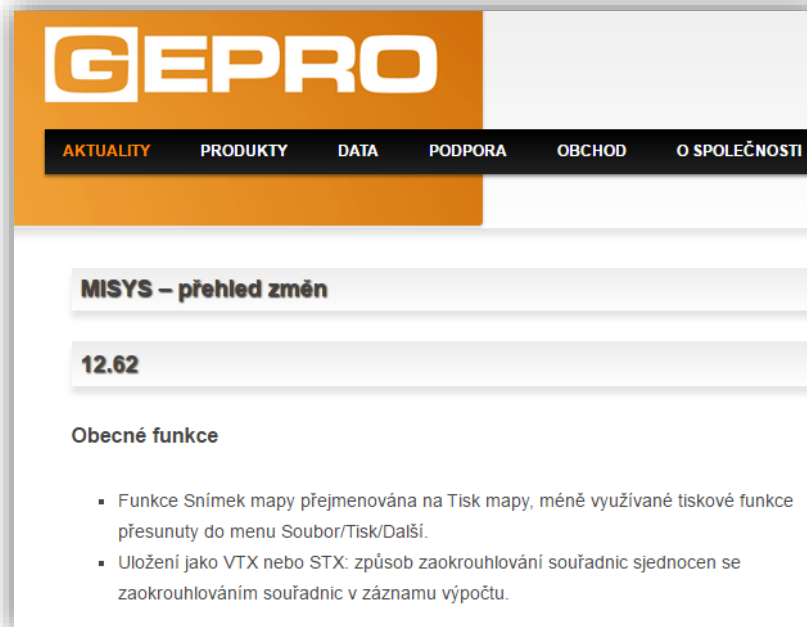 GEPRO
AKTUALITY PRODUKTY DATA PODPORA OBCHOD O SPOLEČNOSTI
MISYS – přehled změn
12.62
Obecné funkce
▪ Funkce Snímek mapy přejmenována na Tisk mapy, méně využívané tiskové funkce
přesunuty do menu Soubor/Tisk/Další.
▪ Uložení jako VTX nebo STX: způsob zaokrouhlování souřadnic sjednocen se
zaokrouhlováním souřadnic v záznamu výpočtu.